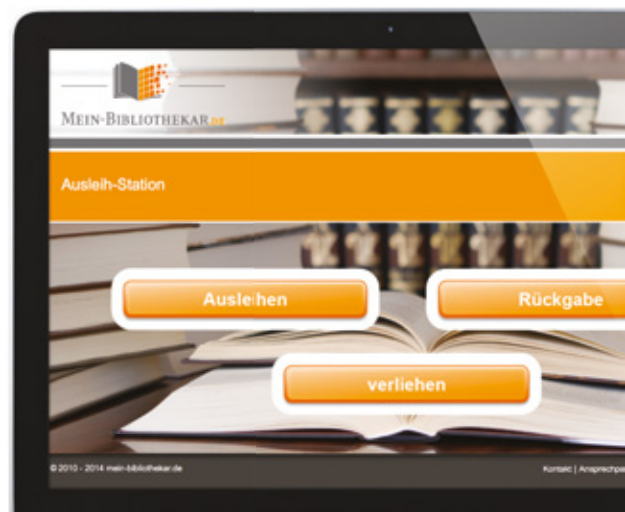 MEIN-BIBLIOTHEKAR.DE
Ausleih-Station
Ausleihen
Rückgabe
verliehen
© 2010 - 2014 mein-bibliothekar.de
Kontakt | Ansprechpa